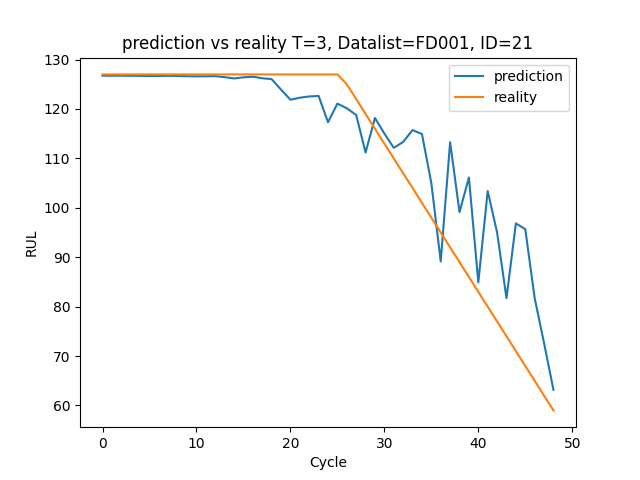 prediction vs reality T=3, Datalist=FD001, ID=21
prediction
reality
RUL
130
120
110
100
90
80
70
60
0 10 20 30 40 50
Cycle